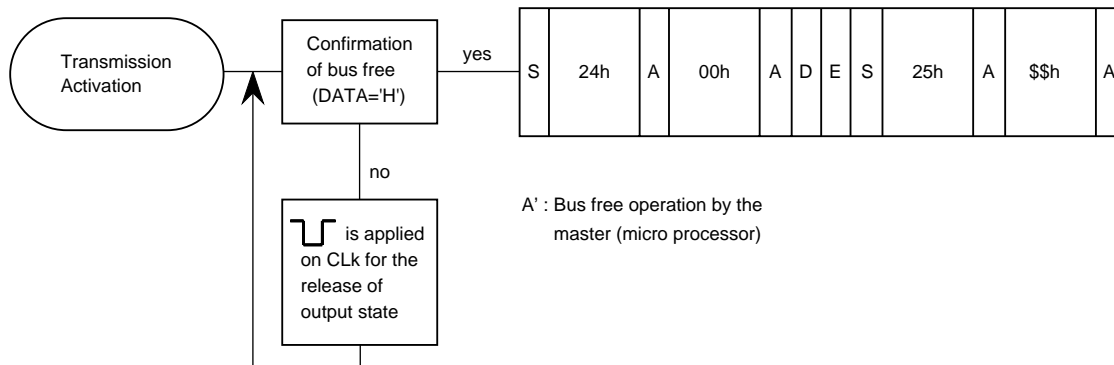 Transmission
Activation
Confirmation
of bus free
(DATA='H')
yes
S 24h A 00h A D E S 25h A $$h A
no
is applied
on CLk for the
release of
output state
A' : Bus free operation by the
master (micro processor)